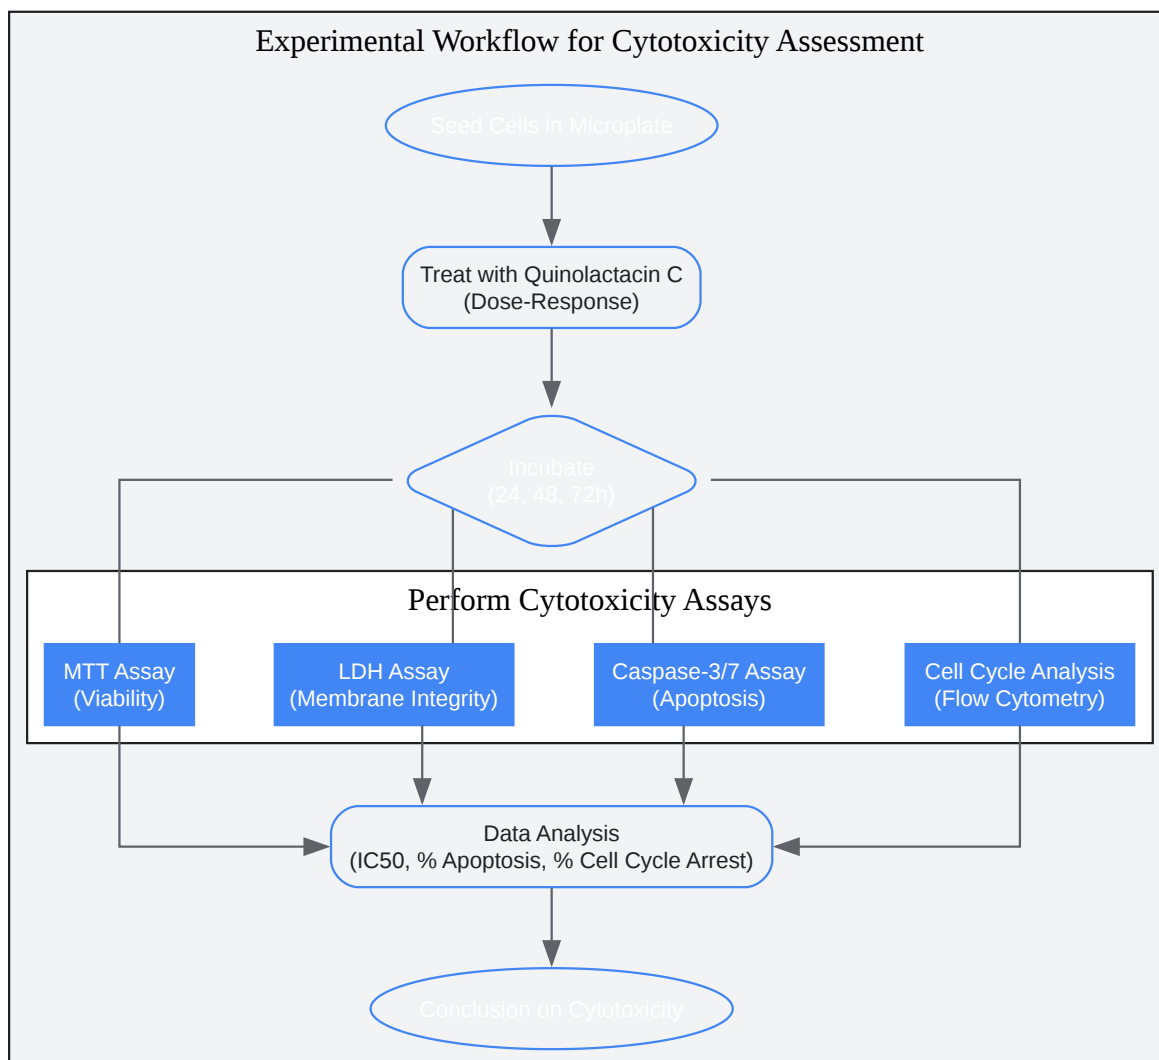 Experimental Workflow for Cytotoxicity Assessment
Seed Cells in Microplate
Treat with Quinolactacin C
(Dose-Response)
Incubate
(24, 48, 72h)
Perform Cytotoxicity Assays
MTT Assay
(Viability)
LDH Assay
(Membrane Integrity)
Caspase-3/7 Assay
(Apoptosis)
Cell Cycle Analysis
(Flow Cytometry)
Data Analysis
(IC50, % Apoptosis, % Cell Cycle Arrest)
Conclusion on Cytotoxicity